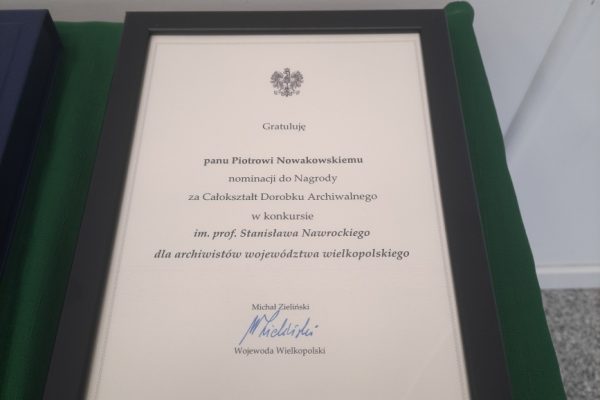 Gratuluję
panu Piotrowi Nowakowskiemu
nominacji do Nagrody
za Całokształt Dorobku Archiwalnego
w konkursie
im. prof. Stanisława Nawrockiego
dla archiwistów województwa wielkopolskiego
Michał Zieliński
Wojewoda Wielkopolski